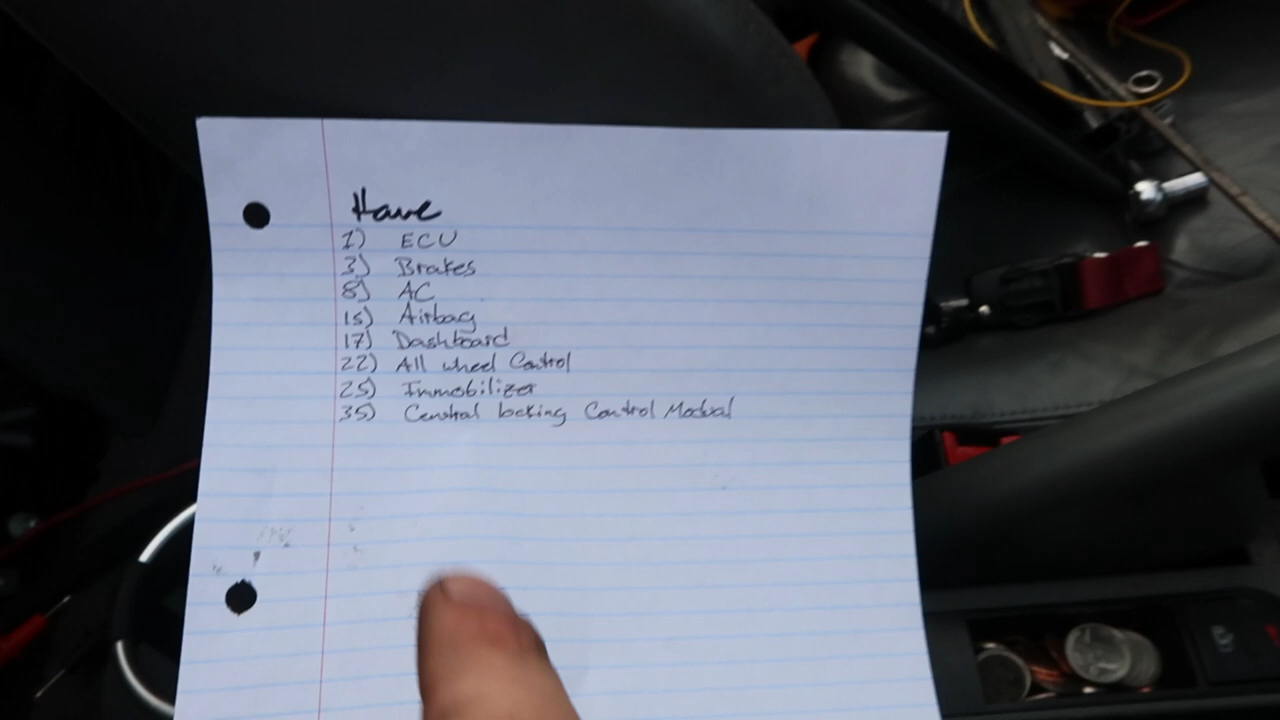 Have
1) ECU
3) Brakes
8) AC
15) Airbag
17) Dashboard
22) All wheel Control
25) Immobilizer
35) Central locking Control Modual